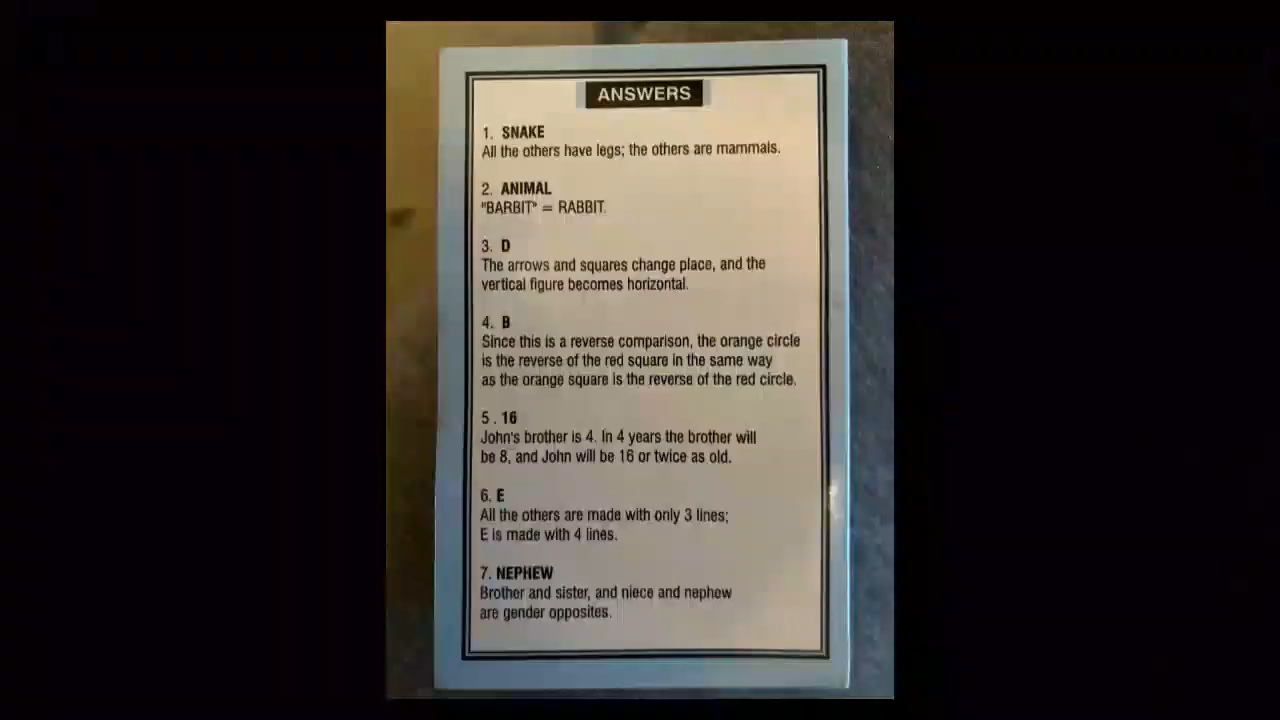 ANSWERS
1. SNAKE
All the others have legs; the others are mammals.
2. ANIMAL
"BARBIT" = RABBIT.
3. D
The arrows and squares change place, and the
vertical figure becomes horizontal.
4. B
Since this is a reverse comparison, the orange circle
is the reverse of the red square in the same way
as the orange square is the reverse of the red circle.
5 . 16
John's brother is 4. In 4 years the brother will
be 8, and John will be 16 or twice as old.
6. E
All the others are made with only 3 lines;
E is made with 4 lines.
7. NEPHEW
Brother and sister, and niece and nephew
are gender opposites.